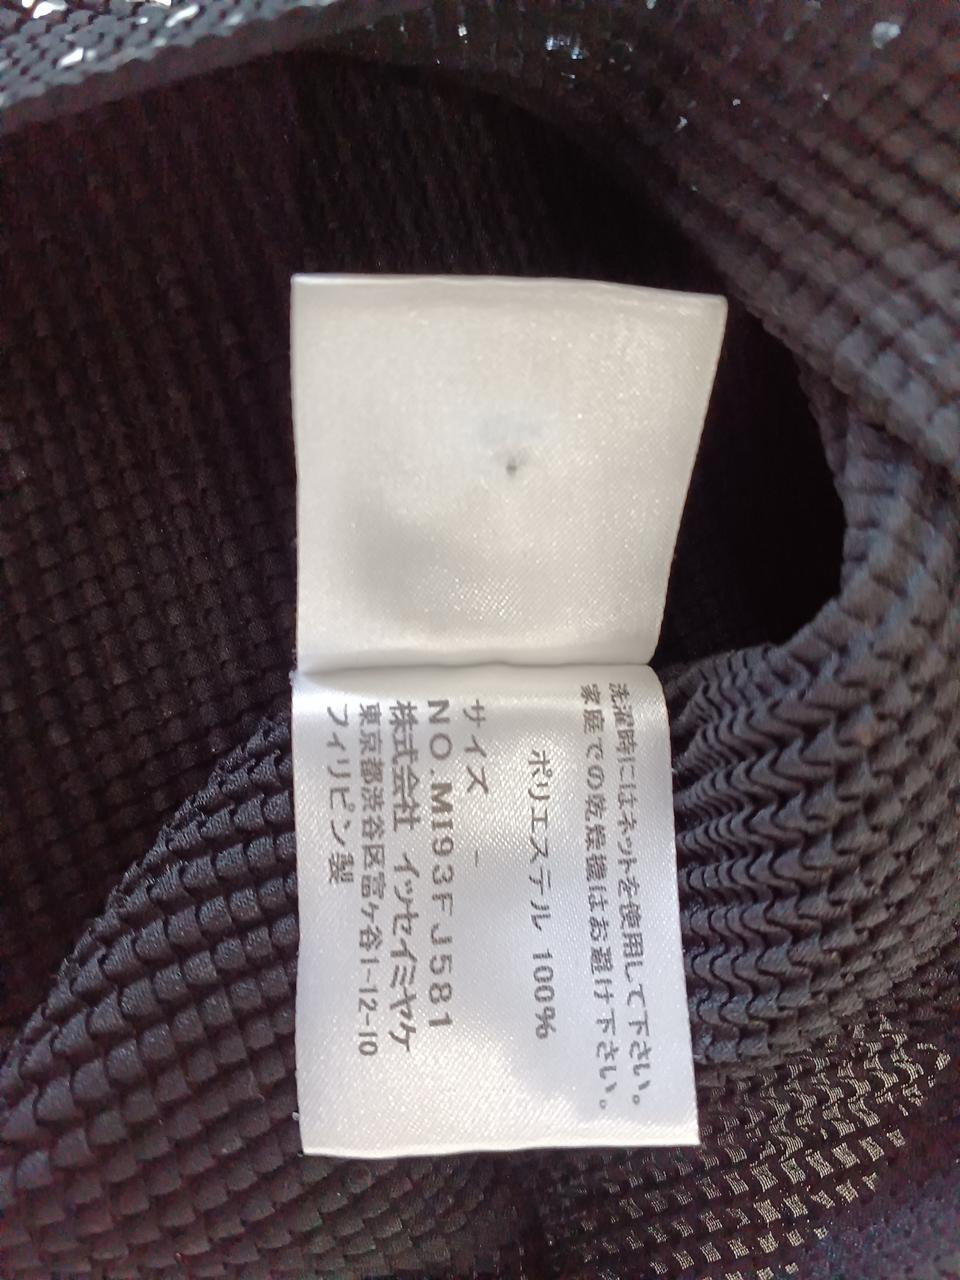 洗濯時にはネットを使用して下さい。
家庭での乾燥機はお避け下さい。
ポリエステル 100%
サイズ –
NO.MI93FJ581
株式会社 イッセイミヤケ
東京都渋谷区富ヶ谷1-12-10
フィリピン製